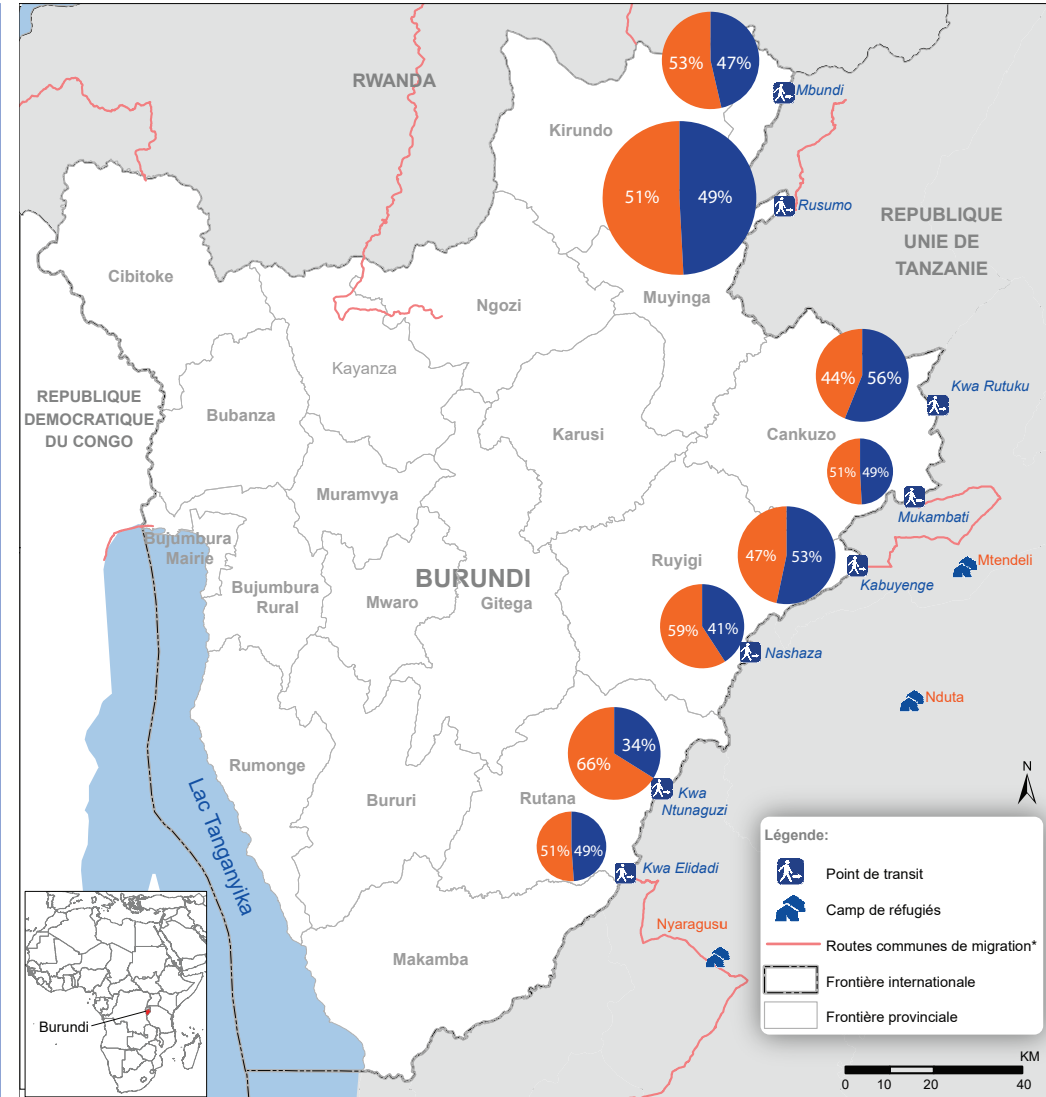 53%
47%
Mbundi
RWANDA
Kirundo
51%
49%
Rusumo
REPUBLIQUE
UNIE DE
TANZANIE
Cibitoke
Ngozi
Muyinga
Kayanza
44%
56%
Kwa Rutuku
REPUBLIQUE
DEMOCRATIQUE
DU CONGO
Bubanza
Karusi
Cankuzo
51%
49%
Muramvya
Mukambati
Bujumbura
Mairie
47%
53%
Ruyigi
Mtendeli
BURUNDI
Kabuyenge
Bujumbura
Rural
Mwaro
Gitega
59%
41%
Nashaza
Nduta
34%
66%
Rumonge
Bururi
Rutana
Kwa
Ntunaguzi
Lac Tanganyika
51%
49%
Kwa Elidadi
Nyaragusu
Makamba
Burundi
N
Légende:
Point de transit
Camp de réfugiés
Routes communes de migration*
Frontière internationale
Frontière provinciale
KM
0
10
20
40